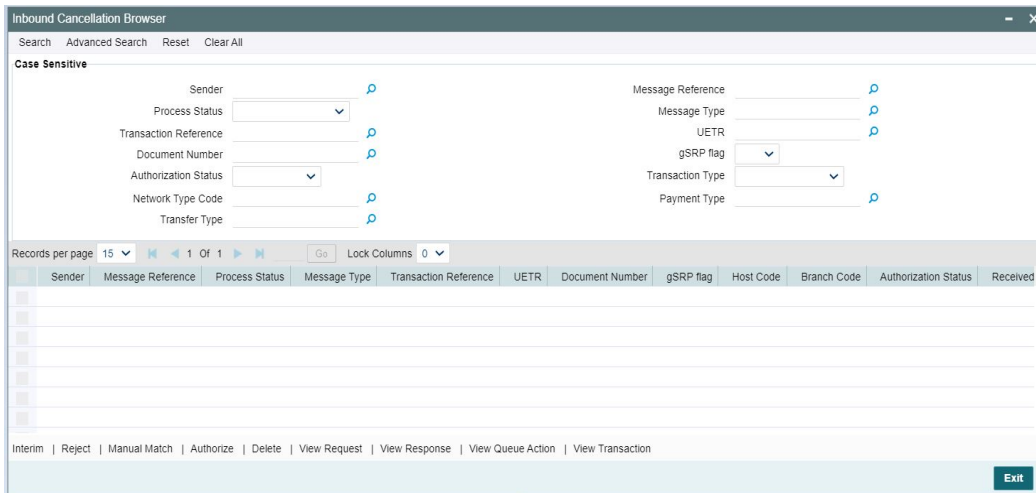 Inbound Cancellation Browser
Search Advanced Search Reset Clear All
Case Sensitive
Sender Message Reference
Process Status Message Type
Transaction Reference UETR
Document Number gSRP flag
Authorization Status Transaction Type
Network Type Code Payment Type
Transfer Type
Records per page 15 1 Of 1 Go Lock Columns 0
Sender Message Reference Process Status Message Type Transaction Reference UETR Document Number gSRP flag Host Code Branch Code Authorization Status Received
Interim | Reject | Manual Match | Authorize | Delete | View Request | View Response | View Queue Action | View Transaction
Exit